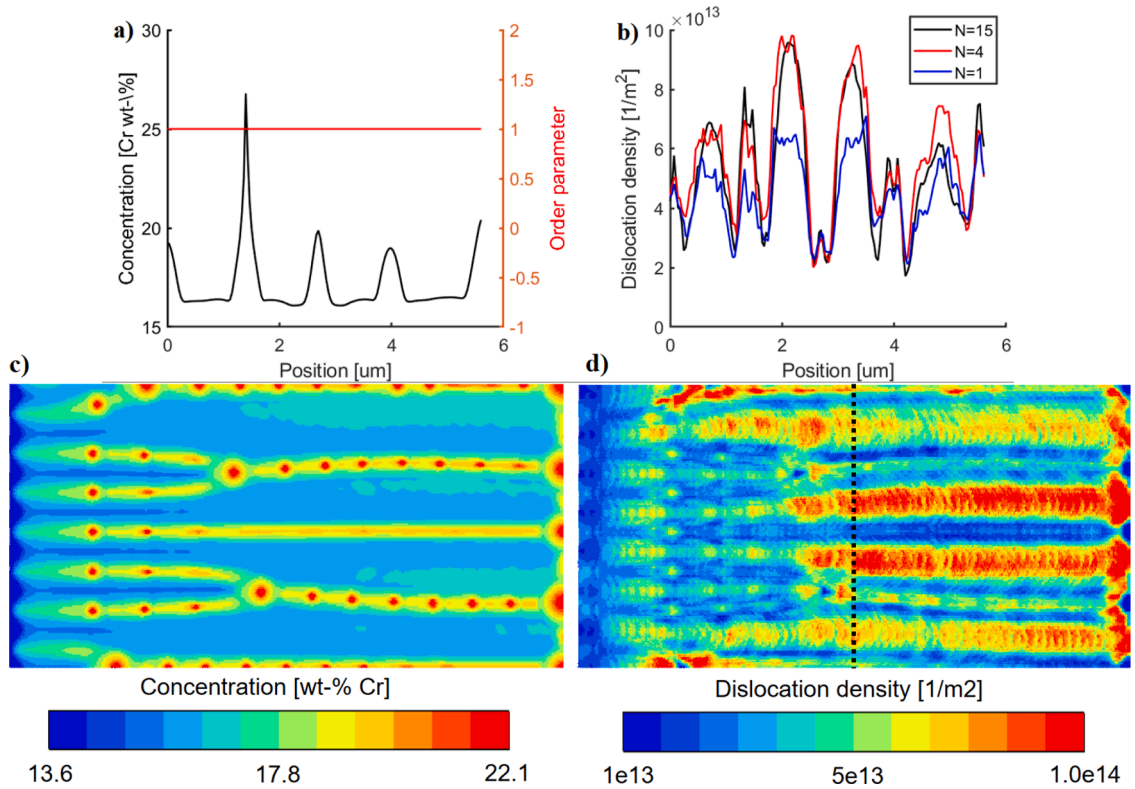 a)
30
25
20
15
Concentration [Cr wt-\%]
2
1.5
1
0.5
0
-0.5
-1
Order parameter
0 2 4 6
Position [um]
b)
×10^13
10
8
6
4
2
0
Dislocation density [1/m^2]
N=15
N=4
N=1
0 2 4 6
Position [um]
c)
d)
Concentration [wt-% Cr]
13.6 17.8 22.1
Dislocation density [1/m2]
1e13 5e13 1.0e14